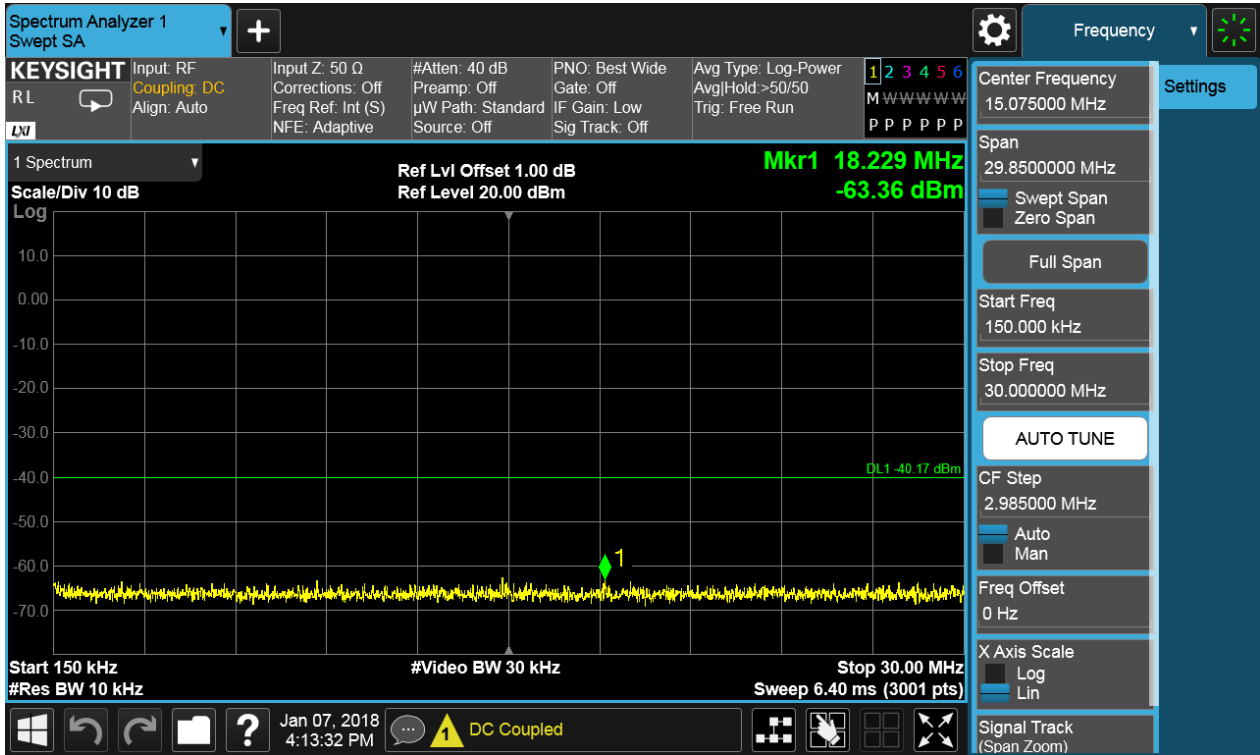 Spectrum Analyzer 1
Swept SA
Frequency
KEYSIGHT
RL
LXI
Input: RF
Coupling: DC
Align: Auto
Input Z: 50 Ω
Corrections: Off
Freq Ref: Int (S)
NFE: Adaptive
#Atten: 40 dB
Preamp: Off
µW Path: Standard
Source: Off
PNO: Best Wide
Gate: Off
IF Gain: Low
Sig Track: Off
Avg Type: Log-Power
Avg|Hold:>50/50
Trig: Free Run
1 2 3 4 5 6
M W W W W W
P P P P P P
1 Spectrum
Scale/Div 10 dB
Log
Ref Lvl Offset 1.00 dB
Ref Level 20.00 dBm
Mkr1 18.229 MHz
-63.36 dBm
10.0
0.00
-10.0
-20.0
-30.0
-40.0
-50.0
-60.0
-70.0
DL1 -40.17 dBm
1
Start 150 kHz
#Res BW 10 kHz
#Video BW 30 kHz
Stop 30.00 MHz
Sweep 6.40 ms (3001 pts)
Center Frequency
15.075000 MHz
Span
29.8500000 MHz
Swept Span
Zero Span
Full Span
Start Freq
150.000 kHz
Stop Freq
30.000000 MHz
AUTO TUNE
CF Step
2.985000 MHz
Auto
Man
Freq Offset
0 Hz
X Axis Scale
Log
Lin
Signal Track
(Span Zoom)
Settings
?
Jan 07, 2018
4:13:32 PM
1
DC Coupled